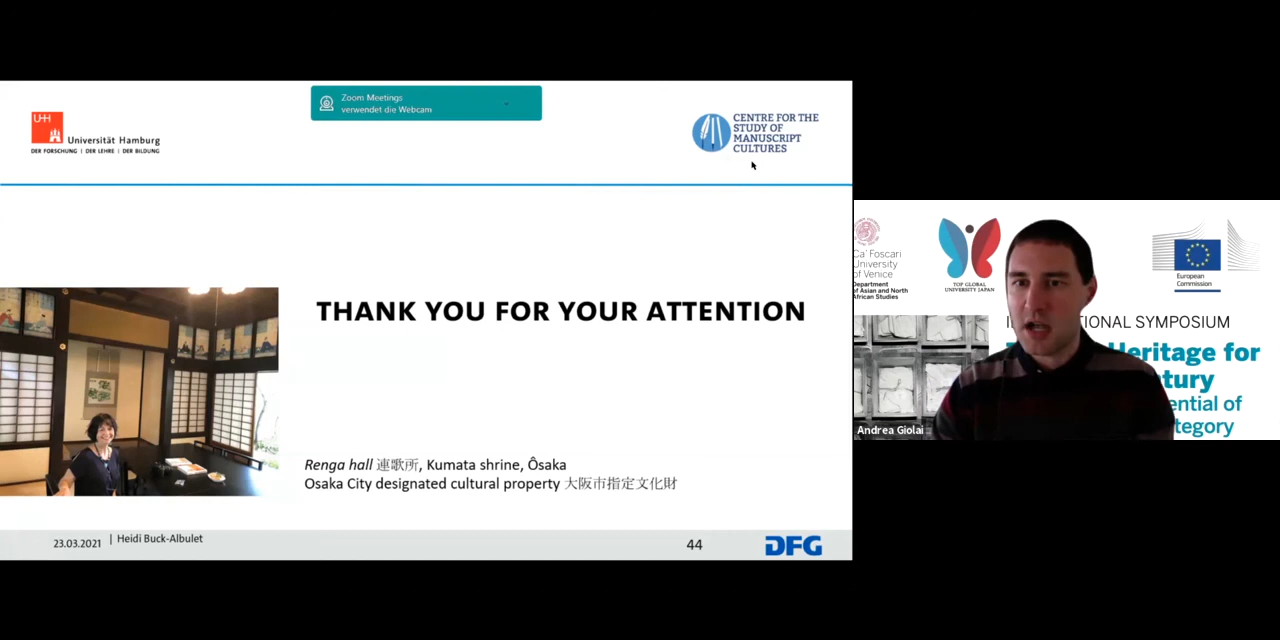 Zoom Meetings
verwendet die Webcam
UHH
Universität Hamburg
DER FORSCHUNG | DER LEHRE | DER BILDUNG
CENTRE FOR THE
STUDY OF
MANUSCRIPT
CULTURES
THANK YOU FOR YOUR ATTENTION
Renga hall 連歌所, Kumata shrine, Ôsaka
Osaka City designated cultural property 大阪市指定文化財
23.03.2021 | Heidi Buck-Albulet
44
DFG
Ca' Foscari
University
of Venice
Department
of Asian and North
African Studies
TOP GLOBAL
UNIVERSITY JAPAN
European
Commission
TIONAL SYMPOSIUM
Heritage for
tury
ential of
tegory
Andrea Giolai